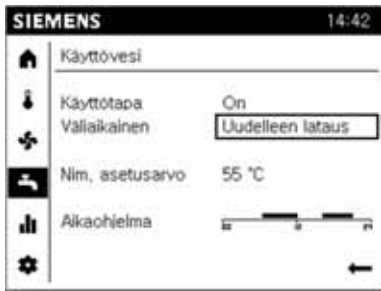 SIEMENS 14:42
Käyttövesi
Käyttötapa On
Väliaikainen Uudelleen lataus
Nim. asetusarvo 55 °C
Aikaohjelma